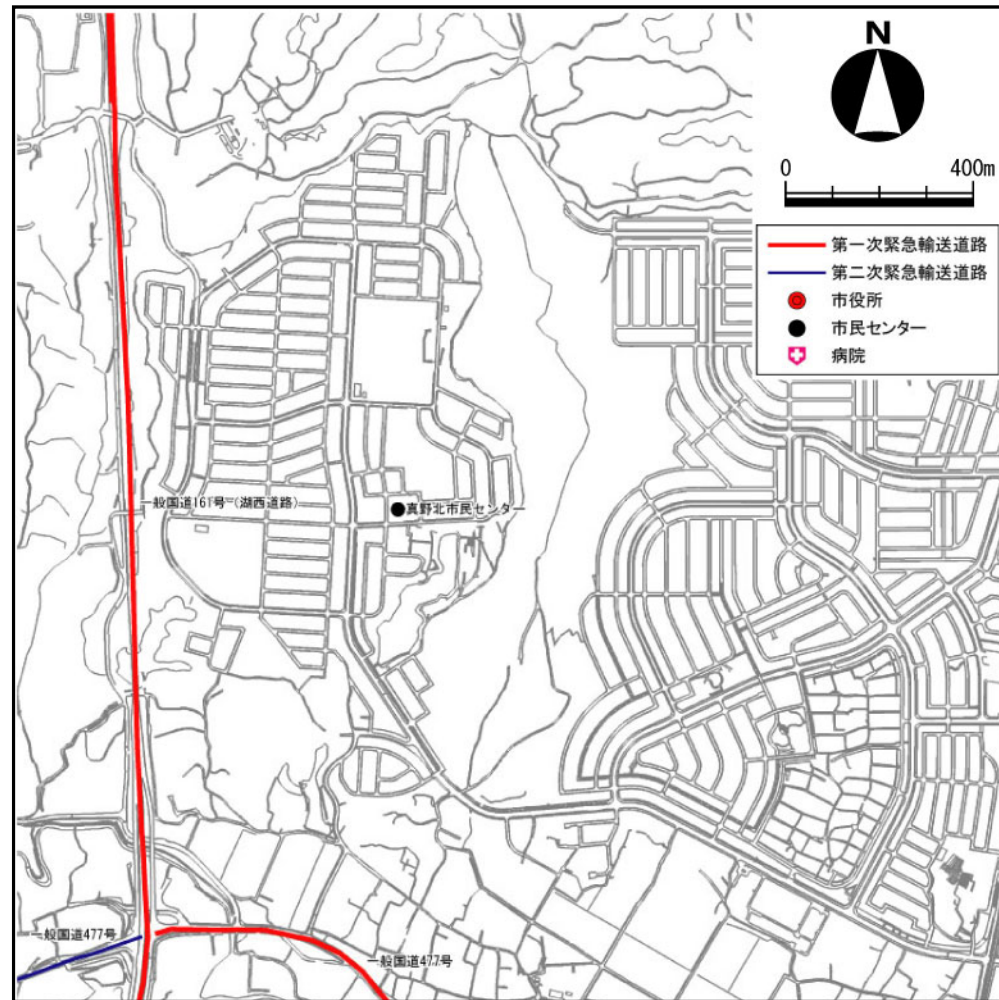 N
0 400m
第一次緊急輸送道路
第二次緊急輸送道路
市役所
市民センター
病院
一般国道161号(湖西道路)
真野北市民センター
一般国道477号
一般国道477号